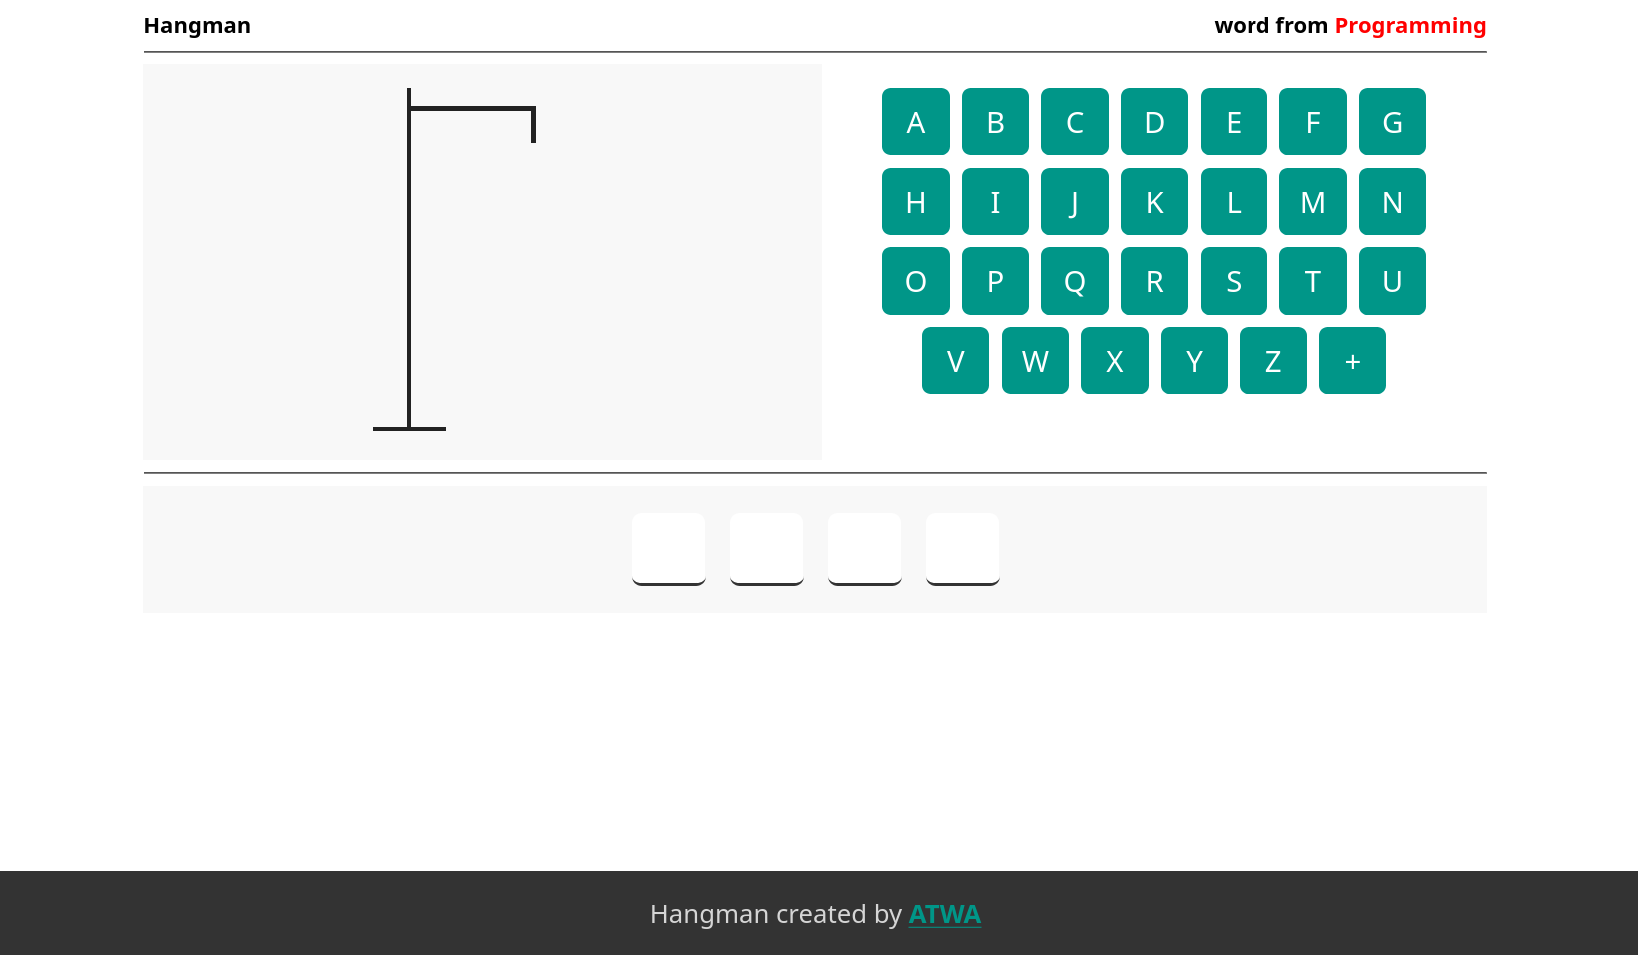 Hangman
word from Programming
A B C D E F G
H I J K L M N
O P Q R S T U
V W X Y Z +
Hangman created by ATWA